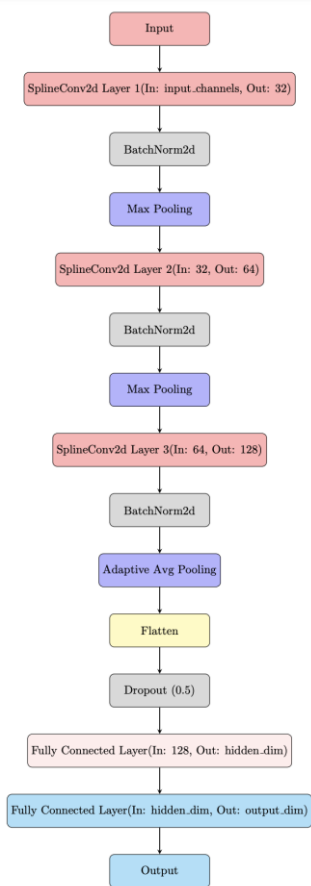 Input
SplineConv2d Layer 1(In: input_channels, Out: 32)
BatchNorm2d
Max Pooling
SplineConv2d Layer 2(In: 32, Out: 64)
BatchNorm2d
Max Pooling
SplineConv2d Layer 3(In: 64, Out: 128)
BatchNorm2d
Adaptive Avg Pooling
Flatten
Dropout (0.5)
Fully Connected Layer(In: 128, Out: hidden_dim)
Fully Connected Layer(In: hidden_dim, Out: output_dim)
Output